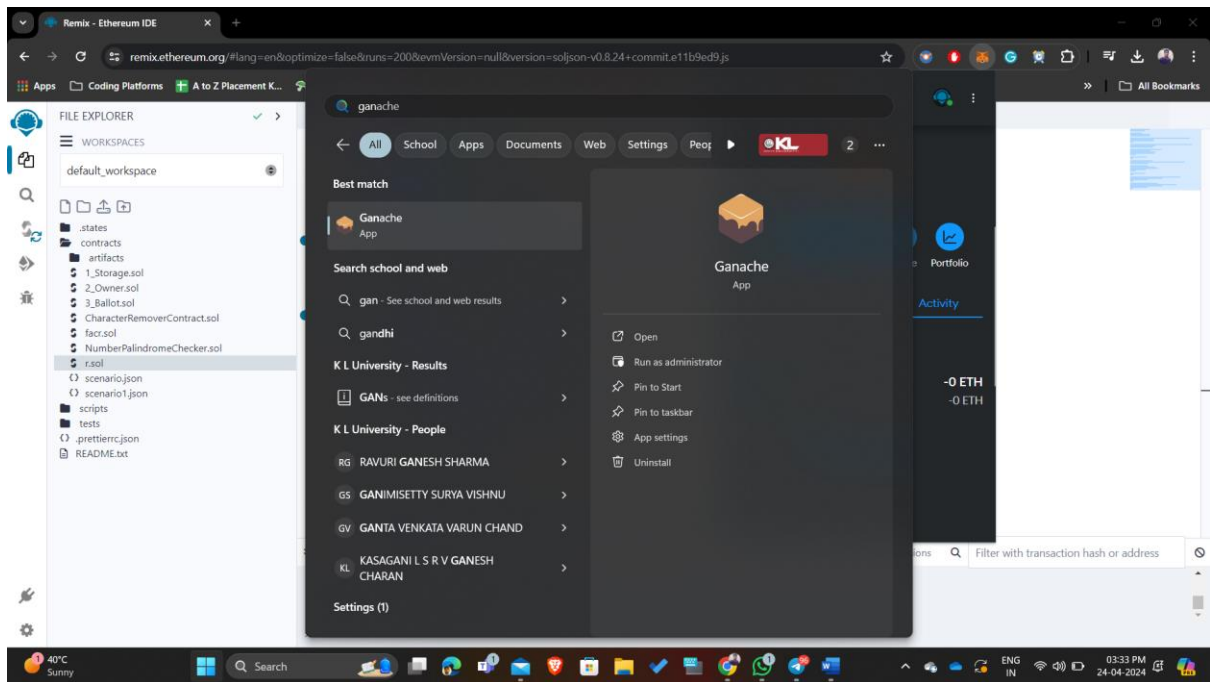 Remix - Ethereum IDE
remix.ethereum.org/#lang=en&optimize=false&runs=200&evmVersion=null&version=soljson-v0.8.24+commit.e11b9ed9.js
Apps
Coding Platforms
A to Z Placement K...
All Bookmarks
FILE EXPLORER
WORKSPACES
default_workspace
.states
contracts
artifacts
1_Storage.sol
2_Owner.sol
3_Ballot.sol
CharacterRemoverContract.sol
facr.sol
NumberPalindromeChecker.sol
r.sol
scenario.json
scenario1.json
scripts
tests
.prettierrc.json
README.txt
ganache
All School Apps Documents Web Settings
KL
2
Best match
Ganache
App
Search school and web
gan - See school and web results
gandhi
K L University - Results
GANs - see definitions
K L University - People
RG RAVURI GANESH SHARMA
GS GANIMISETTY SURYA VISHNU
GV GANTA VENKATA VARUN CHAND
KL KASAGANI L S R V GANESH
CHARAN
Settings (1)
Ganache
App
Open
Run as administrator
Pin to Start
Pin to taskbar
App settings
Uninstall
Portfolio
Activity
-0 ETH
-0 ETH
ions
Filter with transaction hash or address
1
40°C
Sunny
Search
ENG
IN
03:33 PM
24-04-2024